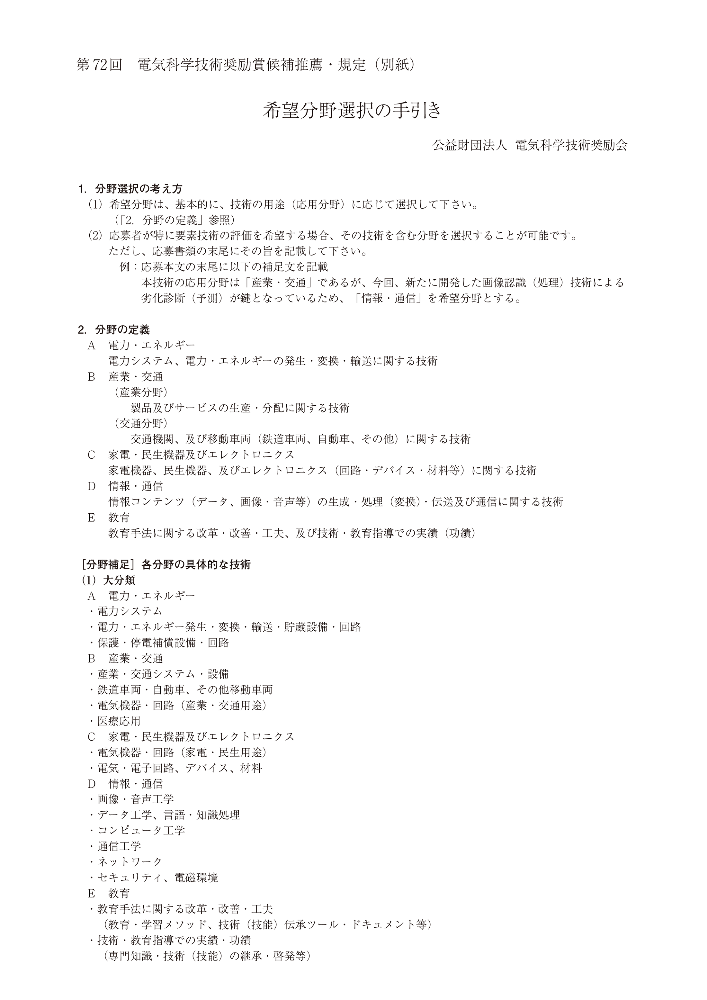 第72回　電気科学技術奨励賞候補推薦・規定（別紙）
希望分野選択の手引き
公益財団法人 電気科学技術奨励会
1．分野選択の考え方
（1）希望分野は、基本的に、技術の用途（応用分野）に応じて選択して下さい。
（「2．分野の定義」参照）
（2）応募者が特に要素技術の評価を希望する場合、その技術を含む分野を選択することが可能です。
ただし、応募書類の末尾にその旨を記載して下さい。
例：応募本文の末尾に以下の補足文を記載
本技術の応用分野は「産業・交通」であるが、今回、新たに開発した画像認識（処理）技術による
劣化診断（予測）が鍵となっているため、「情報・通信」を希望分野とする。
2．分野の定義
A　電力・エネルギー
電力システム、電力・エネルギーの発生・変換・輸送に関する技術
B　産業・交通
（産業分野）
製品及びサービスの生産・分配に関する技術
（交通分野）
交通機関、及び移動車両（鉄道車両、自動車、その他）に関する技術
C　家電・民生機器及びエレクトロニクス
家電機器、民生機器、及びエレクトロニクス（回路・デバイス・材料等）に関する技術
D　情報・通信
情報コンテンツ（データ、画像・音声等）の生成・処理（変換）・伝送及び通信に関する技術
E　教育
教育手法に関する改革・改善・工夫、及び技術・教育指導での実績（功績）
［分野補足］各分野の具体的な技術
（1）大分類
A　電力・エネルギー
・電力システム
・電力・エネルギー発生・変換・輸送・貯蔵設備・回路
・保護・停電補償設備・回路
B　産業・交通
・産業・交通システム・設備
・鉄道車両・自動車、その他移動車両
・電気機器・回路（産業・交通用途）
・医療応用
C　家電・民生機器及びエレクトロニクス
・電気機器・回路（家電・民生用途）
・電気・電子回路、デバイス、材料
D　情報・通信
・画像・音声工学
・データ工学、言語・知識処理
・コンピュータ工学
・通信工学
・ネットワーク
・セキュリティ、電磁環境
E　教育
・教育手法に関する改革・改善・工夫
（教育・学習メソッド、技術（技能）伝承ツール・ドキュメント等）
・技術・教育指導での実績・功績
（専門知識・技術（技能）の継承・啓発等）